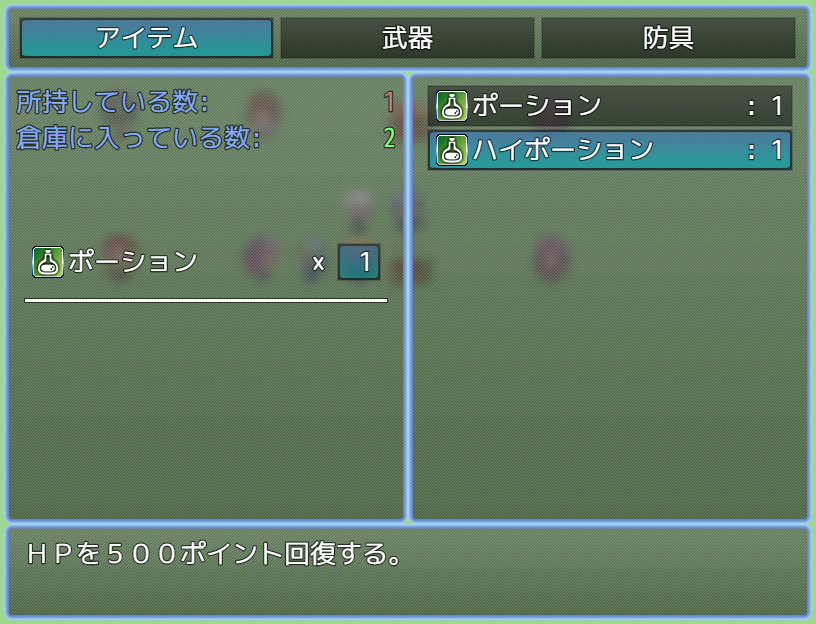 アイテム 武器 防具
所持している数: 1
倉庫に入っている数: 2
ポーション x 1
ポーション : 1
ハイポーション : 1
ＨＰを５００ポイント回復する。